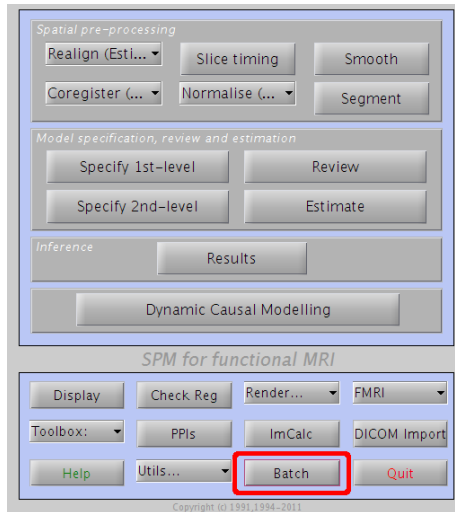 Spatial pre-processing
Realign (Esti... Slice timing Smooth
Coregister (... Normalise (... Segment
Model specification, review and estimation
Specify 1st-level Review
Specify 2nd-level Estimate
Inference
Results
Dynamic Causal Modelling
SPM for functional MRI
Display Check Reg Render... FMRI
Toolbox: PPIs ImCalc DICOM Import
Help Utils... Batch Quit
Copyright (c) 1991,1994-2011